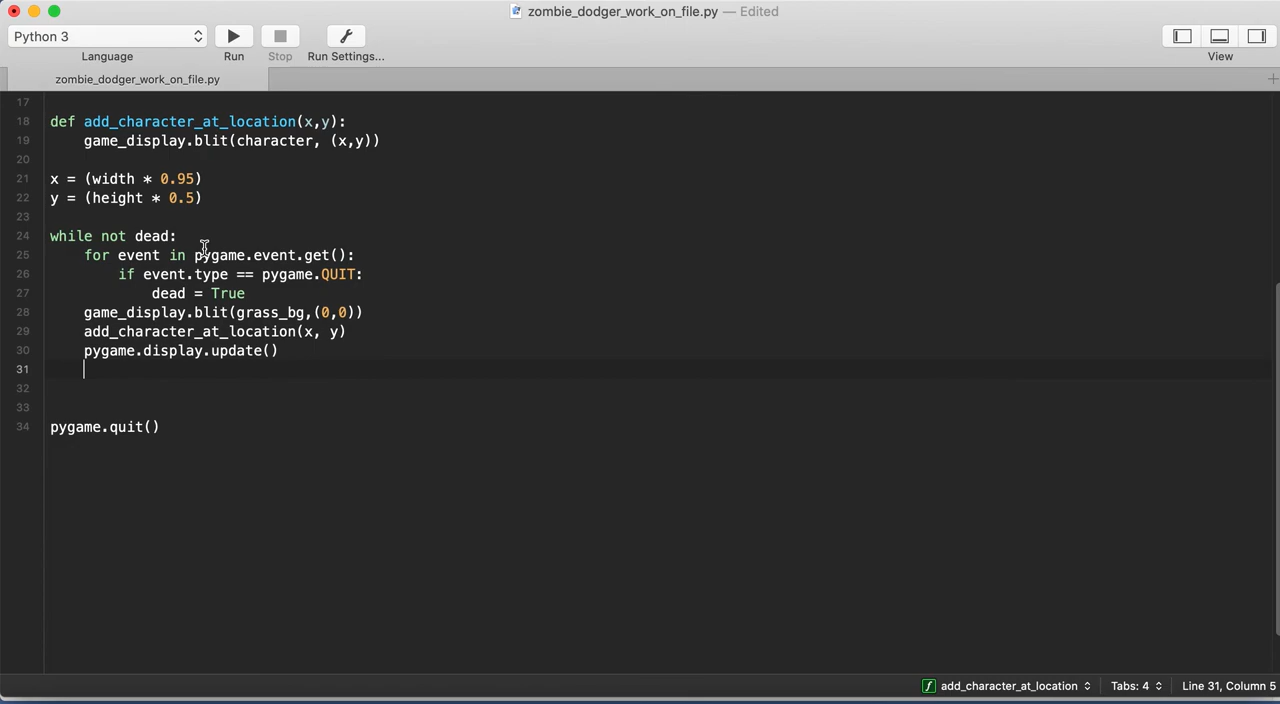 zombie_dodger_work_on_file.py — Edited
Python 3
Language
Run
Stop
Run Settings...
View
zombie_dodger_work_on_file.py
17
18 def add_character_at_location(x,y):
19 game_display.blit(character, (x,y))
20
21 x = (width * 0.95)
22 y = (height * 0.5)
23
24 while not dead:
25 for event in pygame.event.get():
26 if event.type == pygame.QUIT:
27 dead = True
28 game_display.blit(grass_bg,(0,0))
29 add_character_at_location(x, y)
30 pygame.display.update()
31
32
33
34 pygame.quit()
f add_character_at_location Tabs: 4 Line 31, Column 5